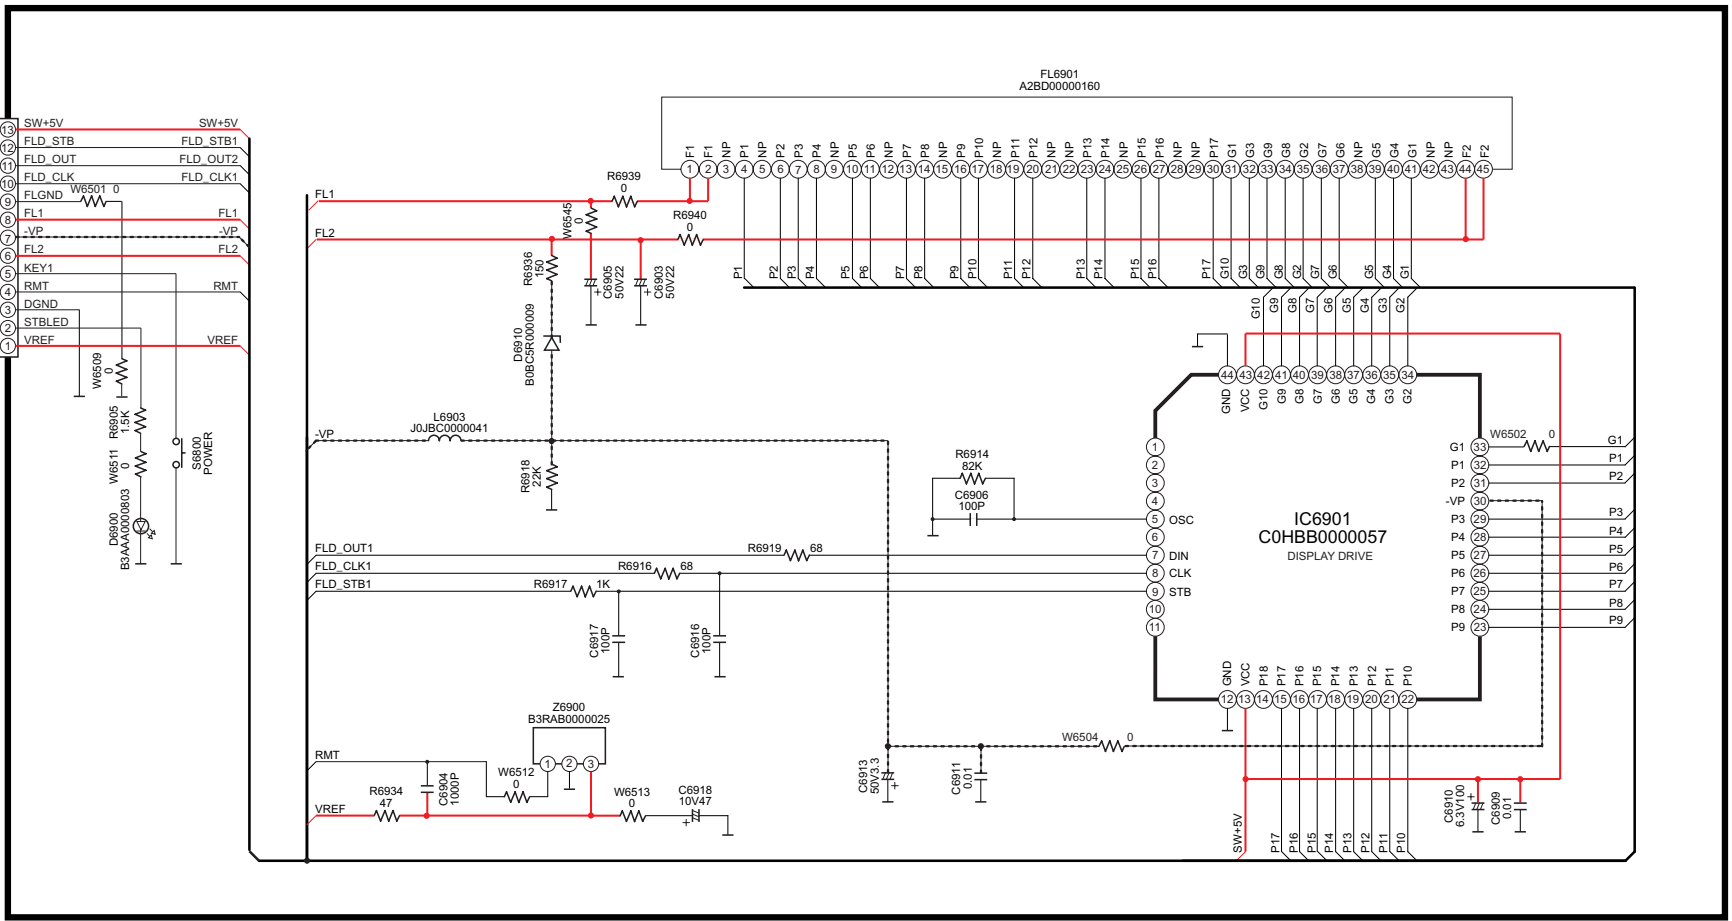 FL6901
A2BD00000160
F1 F1 NP P1 NP P2 P3 P4 NP P5 P6 NP P7 P8 NP P9 P10 NP P11 P12 NP NP P13 P14 NP P15 P16 NP NP P17 G1 G3 G9 G8 G2 G7 G6 NP G5 G4 G1 NP NP F2 F2
1 2 3 4 5 6 7 8 9 10 11 12 13 14 15 16 17 18 19 20 21 22 23 24 25 26 27 28 29 30 31 32 33 34 35 36 37 38 39 40 41 42 43 44 45
13 SW+5V SW+5V
12 FLD_STB FLD_STB1
11 FLD_OUT FLD_OUT2
10 FLD_CLK FLD_CLK1
9 FLGND W6501 0
8 FL1 FL1
7 -VP -VP
6 FL2 FL2
5 KEY1
4 RMT RMT
3 DGND
2 STBLED
1 VREF VREF
W6509
0
R6905
1.5K
W6511
0
D6900
B3AAA0000803
S6800
POWER
FL1
R6939
0
W6545
0
FL2
R6940
0
R6936
150
C6905
50V22
+
C6903
50V22
+
D6910
B0BC5R000009
P1 P2 P3 P4 P5 P6 P7 P8 P9 P10 P11 P12 P13 P14 P15 P16 P17 G10 G3 G9 G8 G2 G7 G6 G5 G4 G1
G10 G9 G8 G7 G6 G5 G4 G3 G2
44 43 42 41 40 39 38 37 36 35 34
GND VCC G10 G9 G8 G7 G6 G5 G4 G3 G2
-VP
L6903
J0JBC0000041
R6918
22K
R6914
82K
C6906
100P
1
2
3
4
5 OSC
6
7 DIN
8 CLK
9 STB
10
11
IC6901
C0HBB0000057
DISPLAY DRIVE
G1 33 W6502 0 G1
P1 32 P1
P2 31 P2
-VP 30
P3 29 P3
P4 28 P4
P5 27 P5
P6 26 P6
P7 25 P7
P8 24 P8
P9 23 P9
FLD_OUT1 R6919 68
FLD_CLK1 R6916 68
FLD_STB1 R6917 1K
C6917
100P
C6916
100P
GND VCC P18 P17 P16 P15 P14 P13 P12 P11 P10
12 13 14 15 16 17 18 19 20 21 22
Z6900
B3RAB0000025
1 2 3
RMT
W6512
0
C6904
1000P
VREF
R6934
47
W6513
0
C6918
10V47
+
C6913
50V3.3
+
C6911
0.01
W6504 0
C6910
6.3V100
+
C6909
0.01
SW+5V P17 P16 P15 P14 P13 P12 P11 P10